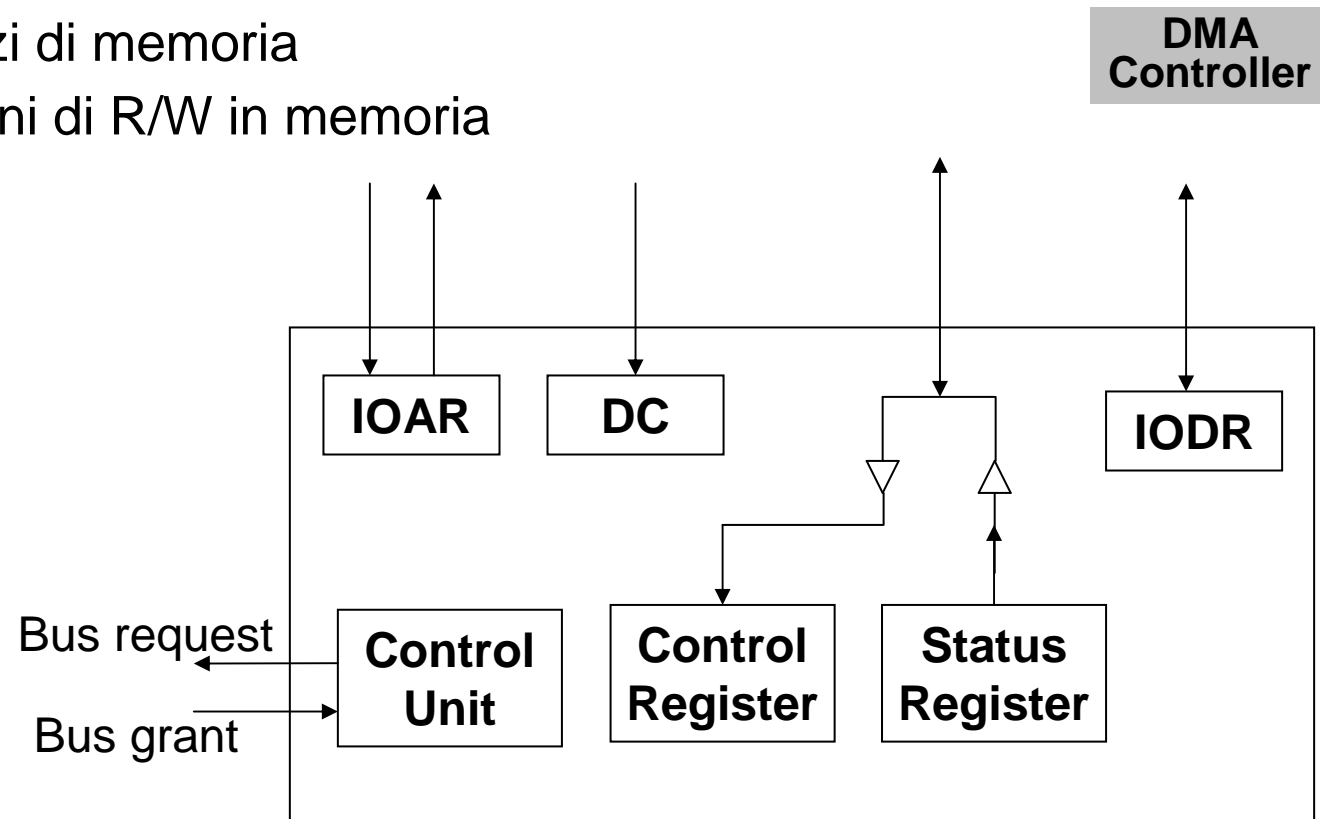 zi di memoria
ni di R/W in memoria
DMA
Controller
IOAR
DC
IODR
Bus request
Bus grant
Control
Unit
Control
Register
Status
Register